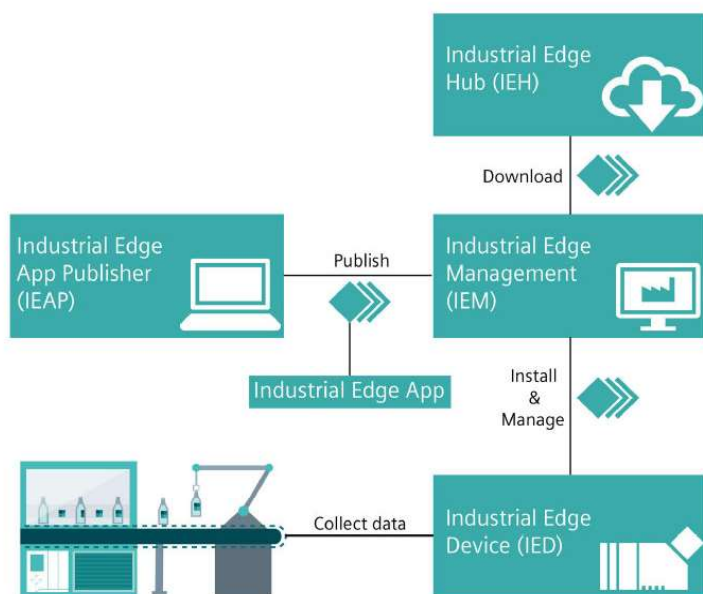 Industrial Edge
Hub (IEH)
Download
Industrial Edge
App Publisher
(IEAP)
Publish
Industrial Edge
Management
(IEM)
Industrial Edge App
Install
&
Manage
Collect data
Industrial Edge
Device (IED)